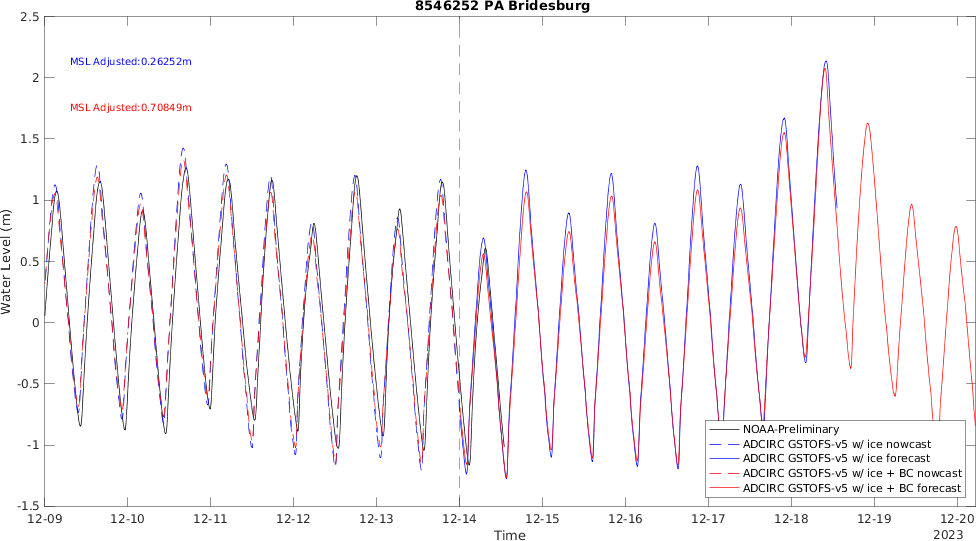 8546252 PA Bridesburg
2.5
2
1.5
1
0.5
0
-0.5
-1
-1.5
Water Level (m)
MSL Adjusted:0.26252m
MSL Adjusted:0.70849m
NOAA-Preliminary
ADCIRC GSTOFS-v5 w/ ice nowcast
ADCIRC GSTOFS-v5 w/ ice forecast
ADCIRC GSTOFS-v5 w/ ice + BC nowcast
ADCIRC GSTOFS-v5 w/ ice + BC forecast
12-09 12-10 12-11 12-12 12-13 12-14 12-15 12-16 12-17 12-18 12-19 12-20
Time
2023